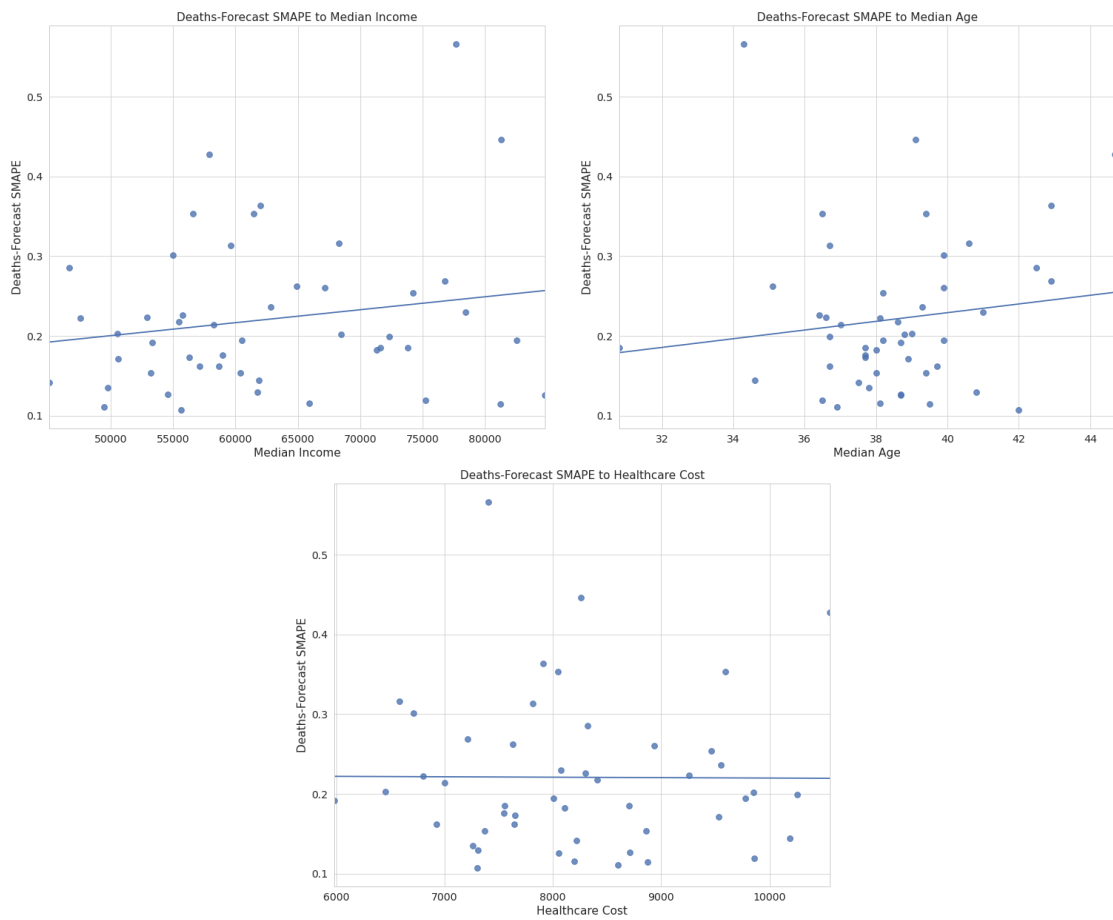 Deaths-Forecast SMAPE to Median Income
Deaths-Forecast SMAPE
0.5
0.4
0.3
0.2
0.1
50000 55000 60000 65000 70000 75000 80000
Median Income
Deaths-Forecast SMAPE to Median Age
Deaths-Forecast SMAPE
0.5
0.4
0.3
0.2
0.1
32 34 36 38 40 42 44
Median Age
Deaths-Forecast SMAPE to Healthcare Cost
Deaths-Forecast SMAPE
0.5
0.4
0.3
0.2
0.1
6000 7000 8000 9000 10000
Healthcare Cost